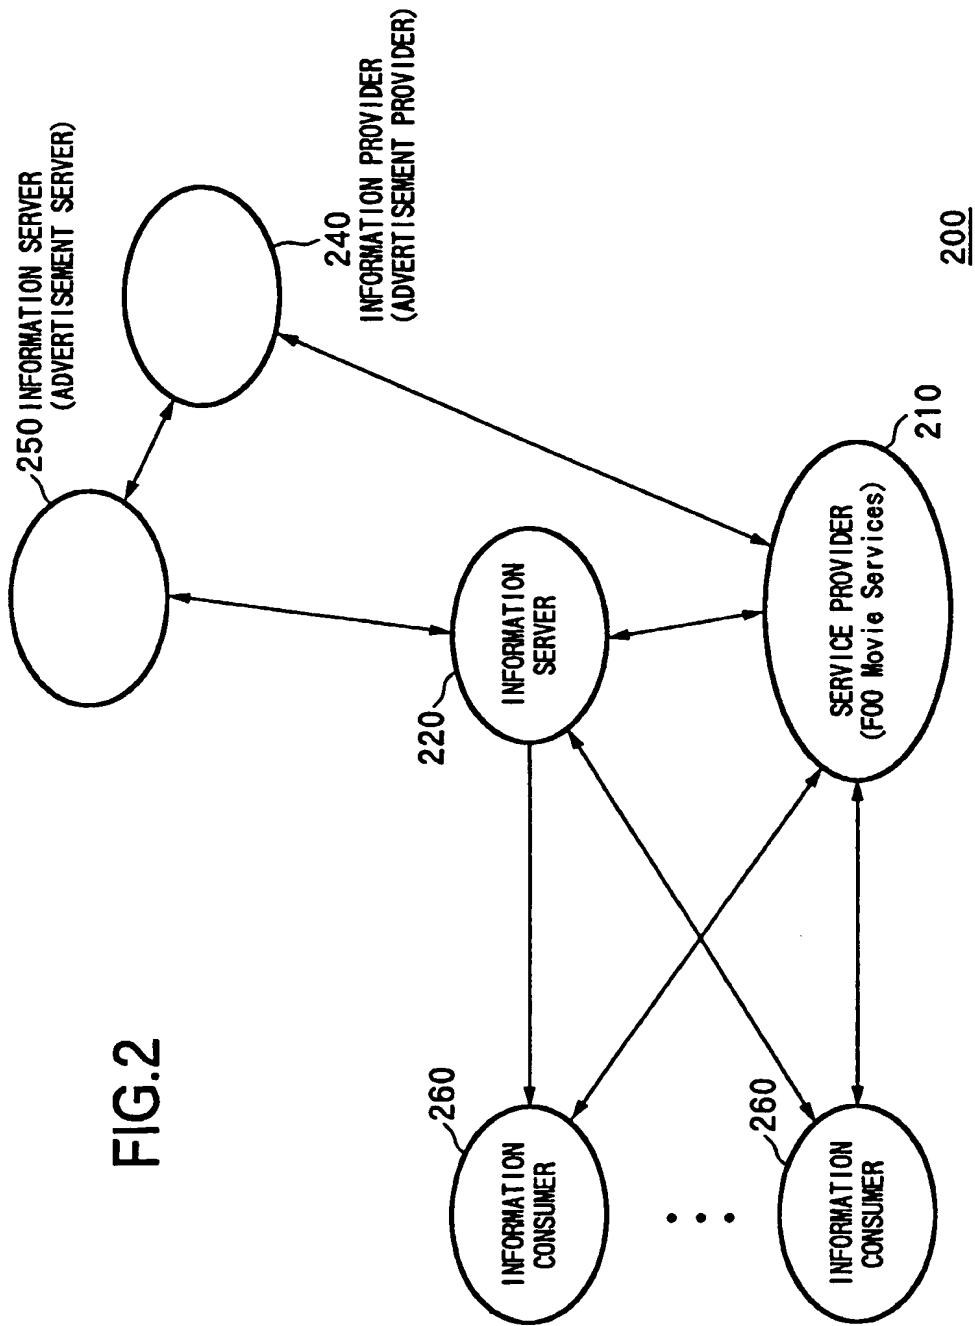 FIG.2
250 INFORMATION SERVER
(ADVERTISEMENT SERVER)
240
INFORMATION PROVIDER
(ADVERTISEMENT PROVIDER)
220
INFORMATION
SERVER
210
SERVICE PROVIDER
(FOO Movie Services)
260
INFORMATION
CONSUMER
260
INFORMATION
CONSUMER
200